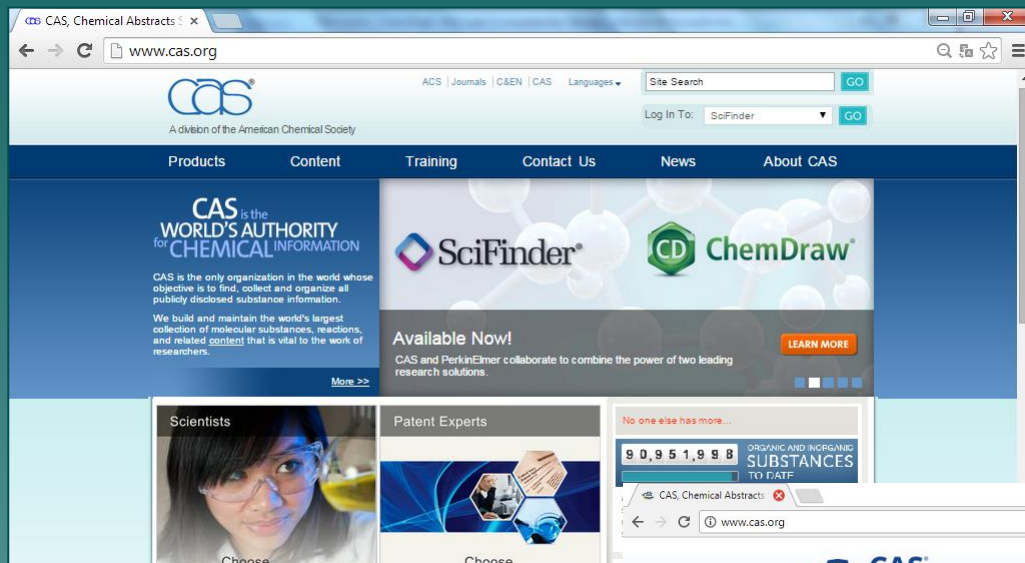 CAS, Chemical Abstracts S
www.cas.org
cas®
A division of the American Chemical Society
ACS | Journals | C&EN | CAS Languages
Site Search GO
Log In To: SciFinder GO
Products Content Training Contact Us News About CAS
CAS is the
WORLD'S AUTHORITY
for CHEMICAL INFORMATION
CAS is the only organization in the world whose
objective is to find, collect and organize all
publicly disclosed substance information.
We build and maintain the world's largest
collection of molecular substances, reactions,
and related content that is vital to the work of
researchers.
More >>
SciFinder®
CD ChemDraw®
Available Now!
CAS and PerkinElmer collaborate to combine the power of two leading
research solutions.
LEARN MORE
Scientists
Choose
Patent Experts
Choose
No one else has more...
90,951,998
ORGANIC AND INORGANIC
SUBSTANCES
TO DATE
CAS, Chemical Abstracts
www.cas.org
CAS